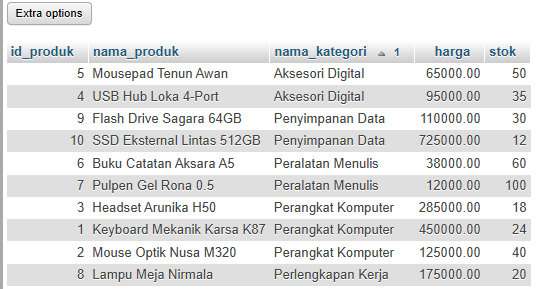 Extra options
id_produk nama_produk nama_kategori 1 harga stok
5 Mousepad Tenun Awan Aksesori Digital 65000.00 50
4 USB Hub Loka 4-Port Aksesori Digital 95000.00 35
9 Flash Drive Sagara 64GB Penyimpanan Data 110000.00 30
10 SSD Eksternal Lintas 512GB Penyimpanan Data 725000.00 12
6 Buku Catatan Aksara A5 Peralatan Menulis 38000.00 60
7 Pulpen Gel Rona 0.5 Peralatan Menulis 12000.00 100
3 Headset Arunika H50 Perangkat Komputer 285000.00 18
1 Keyboard Mekanik Karsa K87 Perangkat Komputer 450000.00 24
2 Mouse Optik Nusa M320 Perangkat Komputer 125000.00 40
8 Lampu Meja Nirmala Perlengkapan Kerja 175000.00 20